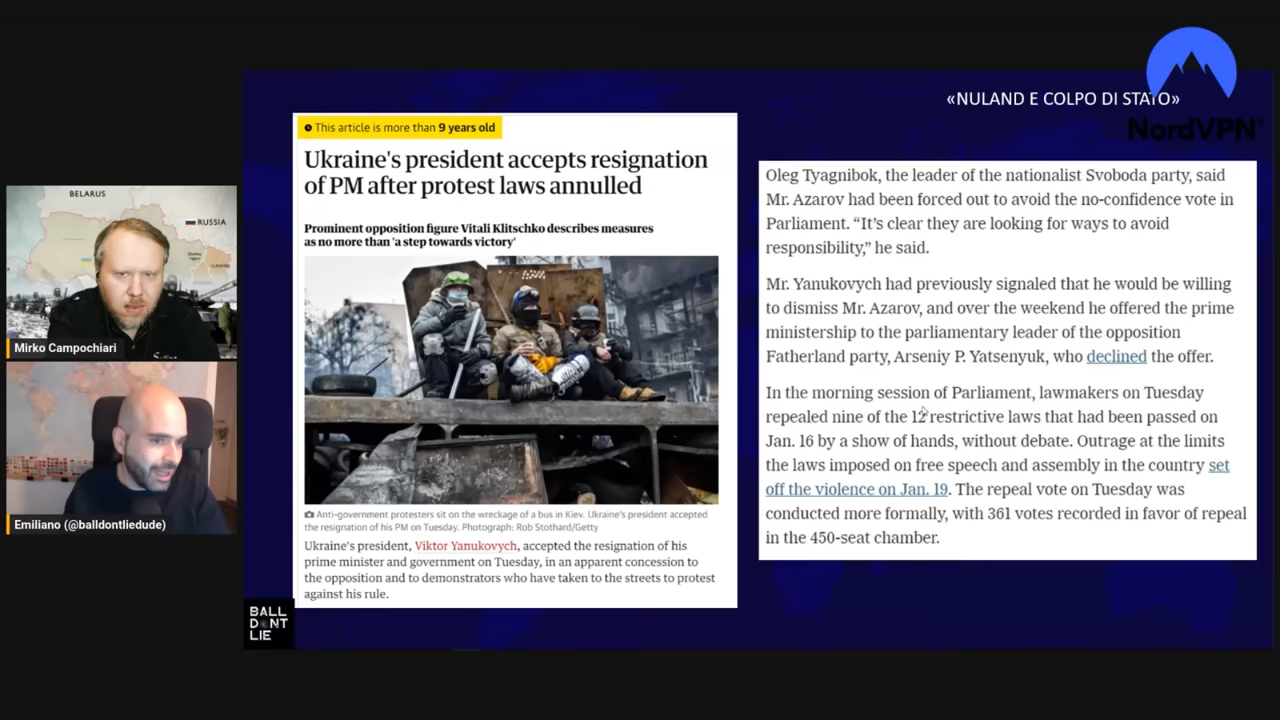 BELARUS
RUSSIA
Mirko Campochiari
Emiliano (@balldontliedude)
«NULAND E COLPO DI STATO»
NordVPN®
This article is more than 9 years old
Ukraine's president accepts resignation
of PM after protest laws annulled
Prominent opposition figure Vitali Klitschko describes measures
as no more than 'a step towards victory'
Anti-government protesters sit on the wreckage of a bus in Kiev. Ukraine's president accepted
the resignation of his PM on Tuesday. Photograph: Rob Stothard/Getty
Ukraine's president, Viktor Yanukovych, accepted the resignation of his
prime minister and government on Tuesday, in an apparent concession to
the opposition and to demonstrators who have taken to the streets to protest
against his rule.
BALL
DONT
LIE
Oleg Tyagnibok, the leader of the nationalist Svoboda party, said
Mr. Azarov had been forced out to avoid the no-confidence vote in
Parliament. “It’s clear they are looking for ways to avoid
responsibility,” he said.
Mr. Yanukovych had previously signaled that he would be willing
to dismiss Mr. Azarov, and over the weekend he offered the prime
ministership to the parliamentary leader of the opposition
Fatherland party, Arseniy P. Yatsenyuk, who declined the offer.
In the morning session of Parliament, lawmakers on Tuesday
repealed nine of the 12 restrictive laws that had been passed on
Jan. 16 by a show of hands, without debate. Outrage at the limits
the laws imposed on free speech and assembly in the country set
off the violence on Jan. 19. The repeal vote on Tuesday was
conducted more formally, with 361 votes recorded in favor of repeal
in the 450-seat chamber.